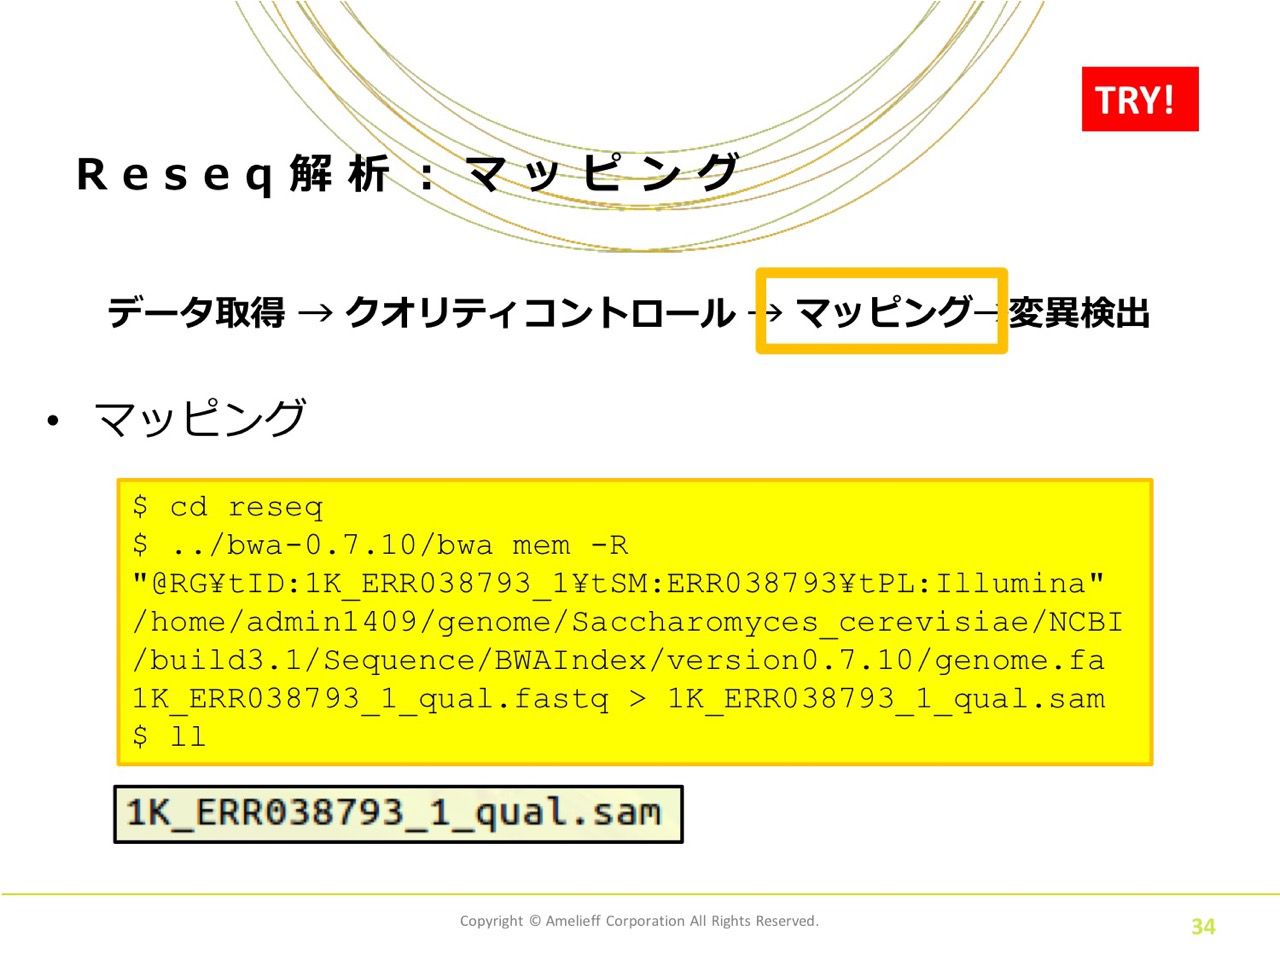 TRY!
Reseq解析：マッピング
データ取得 → クオリティコントロール → マッピング→変異検出
• マッピング
$ cd reseq
$ ../bwa-0.7.10/bwa mem -R
"@RG¥tID:1K_ERR038793_1¥tSM:ERR038793¥tPL:Illumina"
/home/admin1409/genome/Saccharomyces_cerevisiae/NCBI
/build3.1/Sequence/BWAIndex/version0.7.10/genome.fa
1K_ERR038793_1_qual.fastq > 1K_ERR038793_1_qual.sam
$ ll
1K_ERR038793_1_qual.sam
Copyright © Amelieff Corporation All Rights Reserved.
34